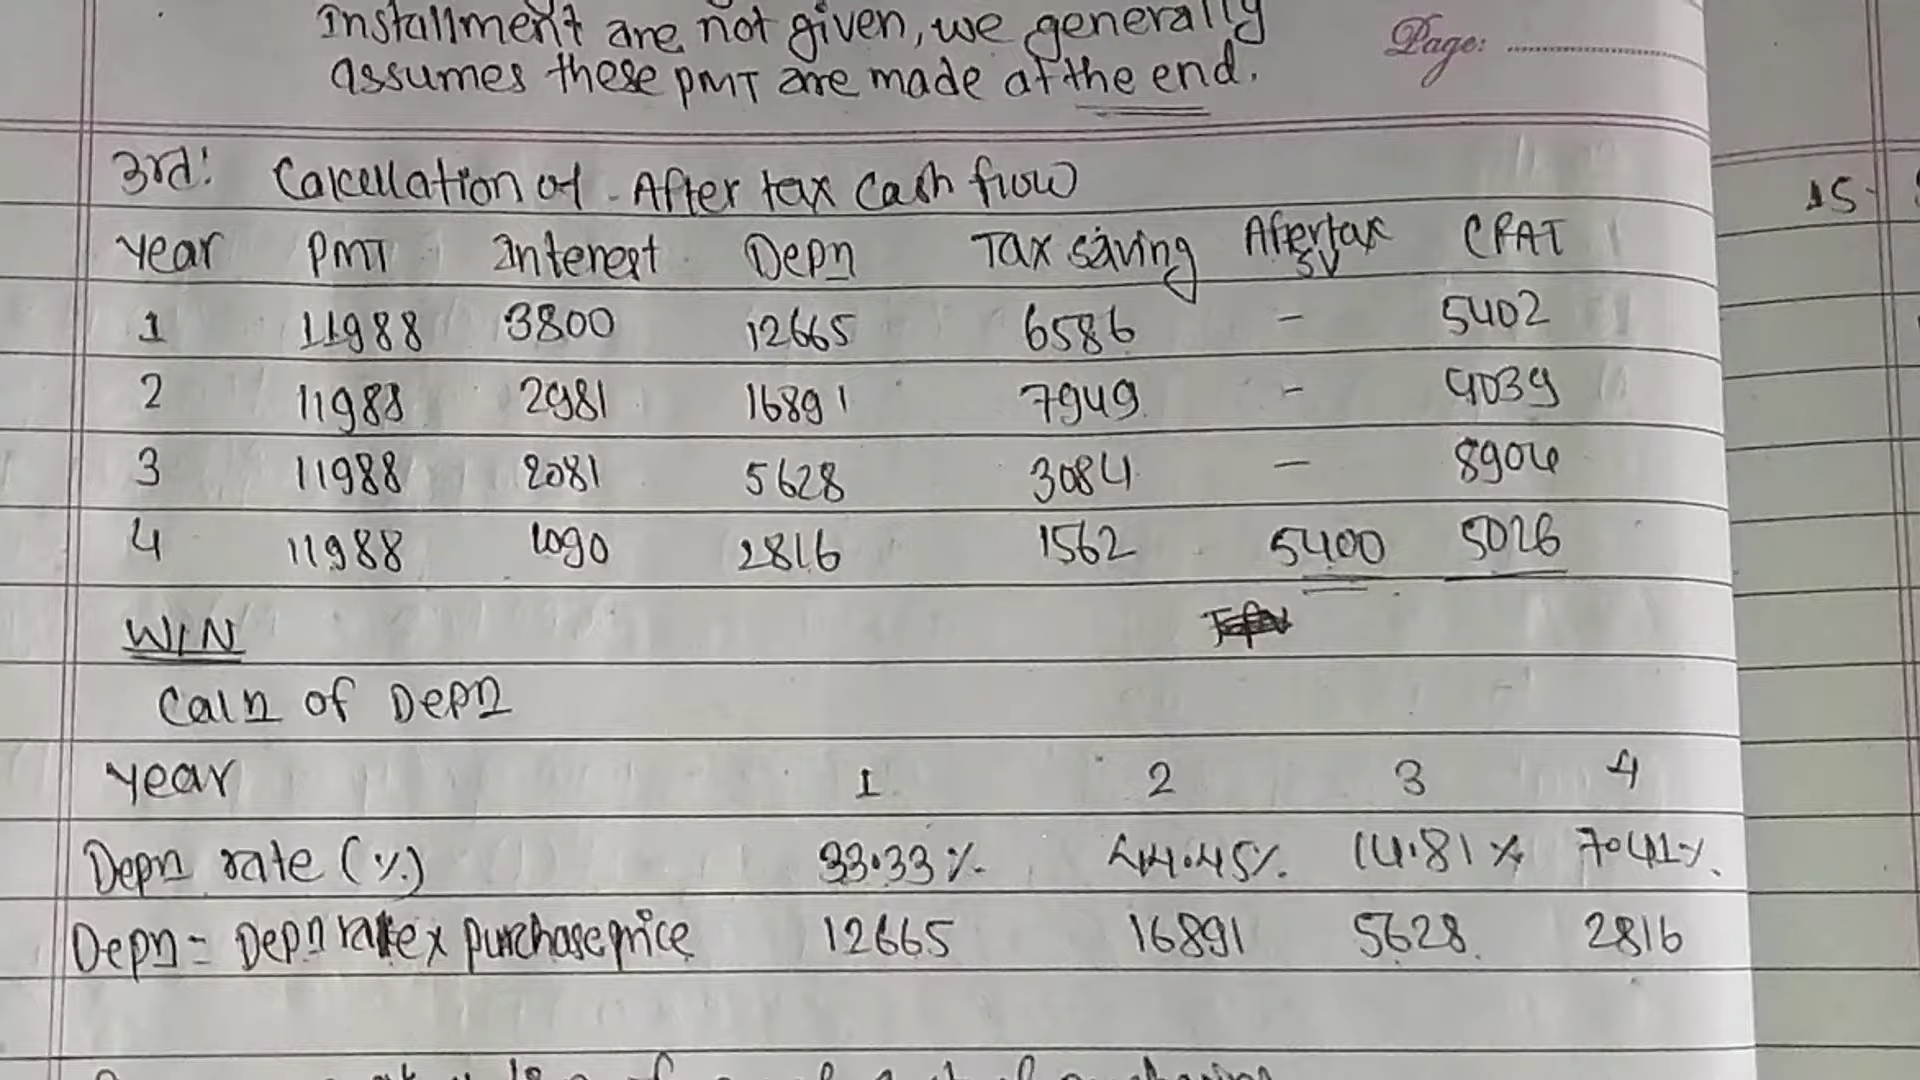 Installment are not given, we generally
assumes these PMT are made at the end.
Page:
3rd: Calculation of After tax Cash flow
year PMT Interest Depn Tax saving Aftertax SV CFAT
1 11988 3800 12665 6586 - 5402
2 11988 2981 16891 7949 - 4039
3 11988 2081 5628 3084 - 8904
4 11988 1090 2816 1562 5400 5026
W/N
Caln of Depn
year 1 2 3 4
Depn rate (%) 33.33% 44.45% 14.81% 7.41%
Depn = Depn rate x purchase price 12665 16891 5628 2816
15